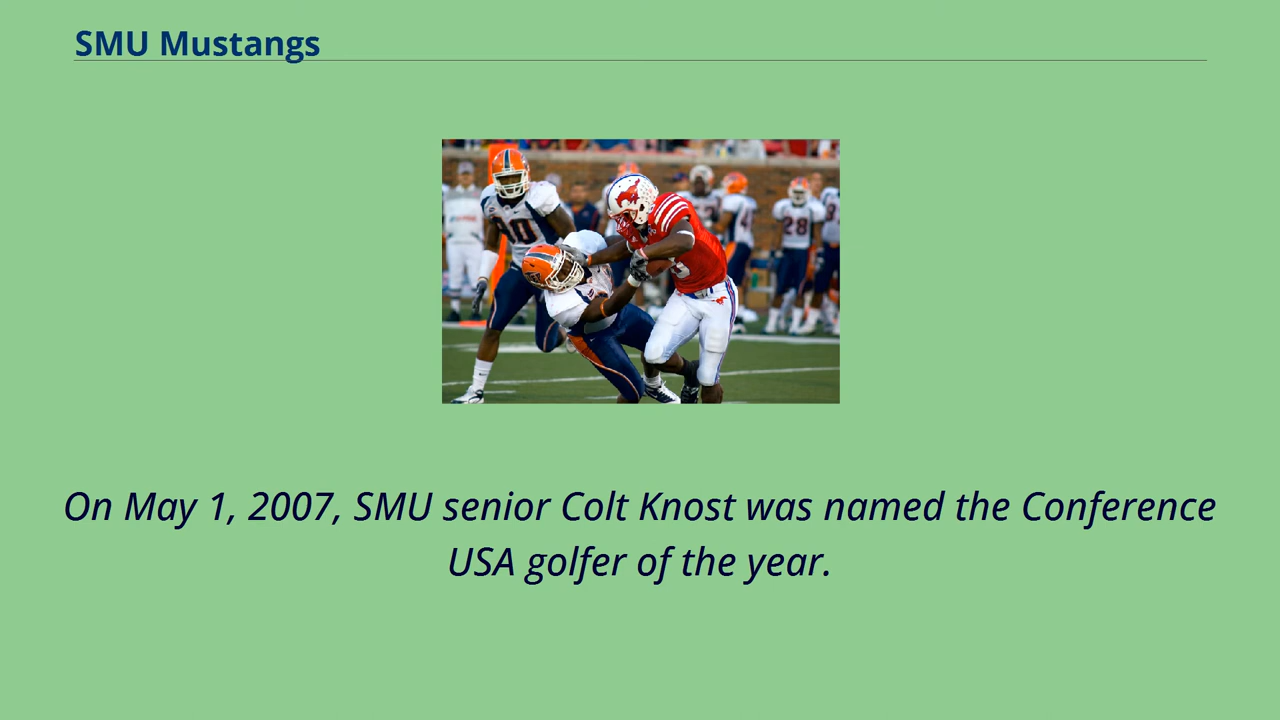 SMU Mustangs
28
On May 1, 2007, SMU senior Colt Knost was named the Conference
USA golfer of the year.